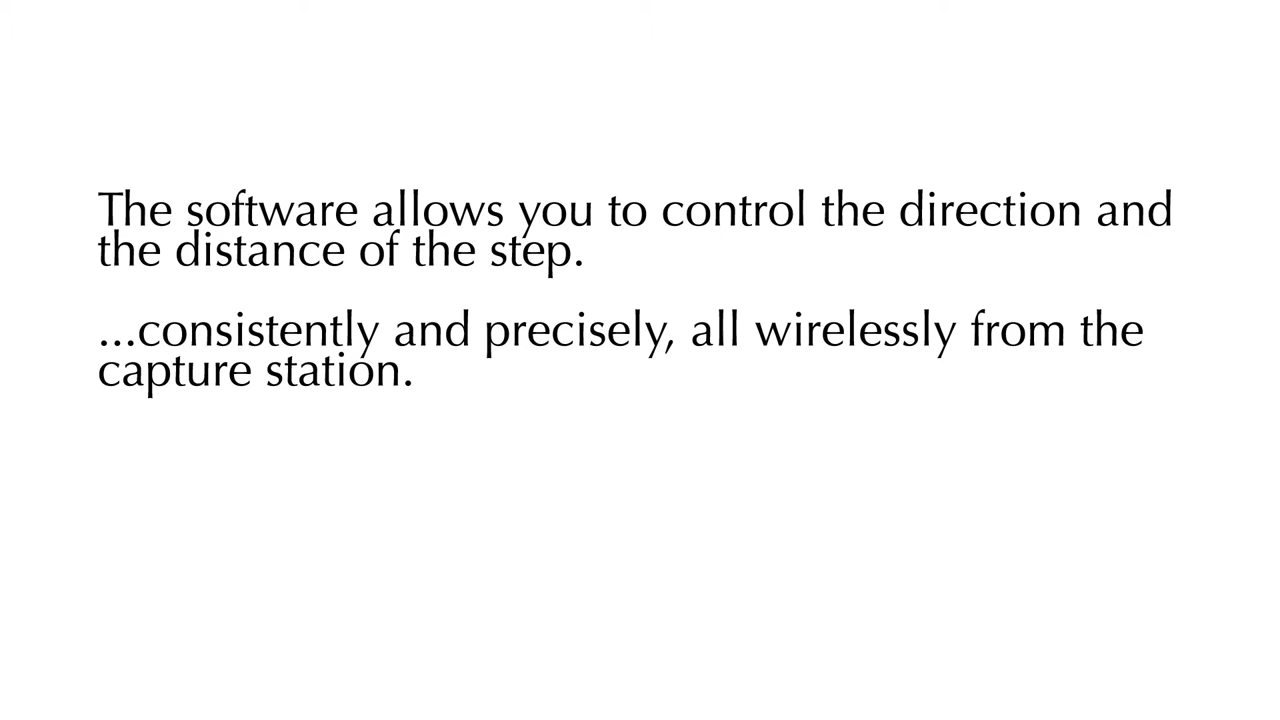 The software allows you to control the direction and
the distance of the step.
...consistently and precisely, all wirelessly from the
capture station.